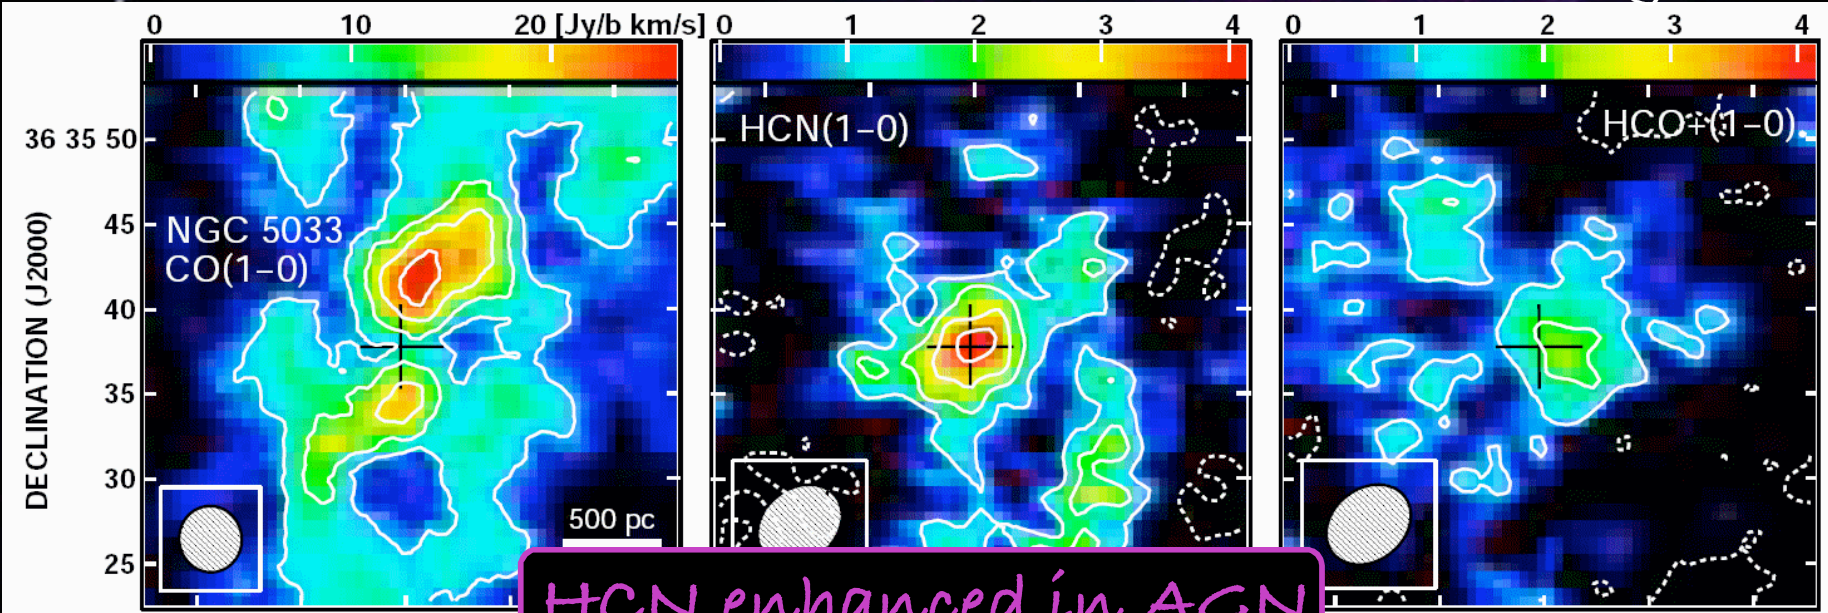 0 10 20 [Jy/b km/s] 0 1 2 3 4 0 1 2 3 4
HCN(1–0)
HCO+(1–0)
36 35 50
45
40
35
30
25
DECLINATION (J2000)
NGC 5033
CO(1–0)
500 pc
HCN enhanced in AGN